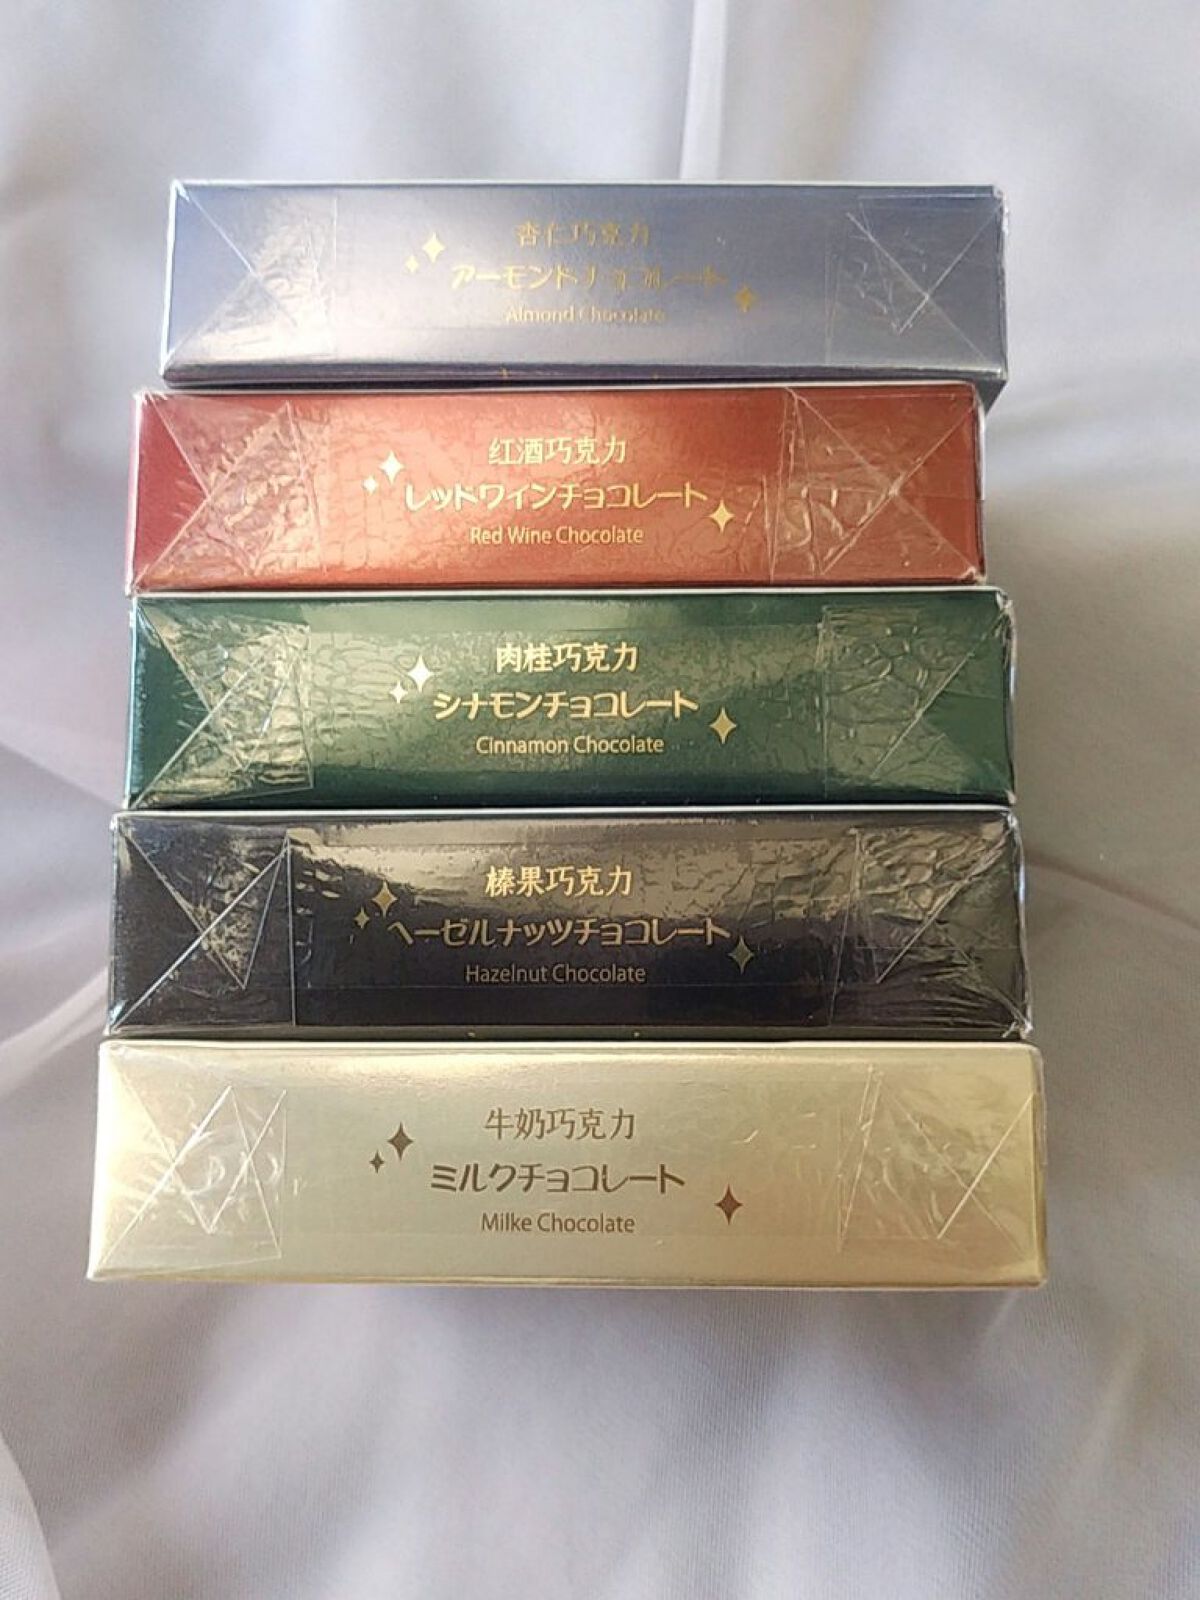 杏仁巧克力
アーモンドチョコレート
Almond Chocolate
红酒巧克力
レッドワィンチョコレート
Red Wine Chocolate
肉桂巧克力
シナモンチョコレート
Cinnamon Chocolate
榛果巧克力
ヘーゼルナッツチョコレート
Hazelnut Chocolate
牛奶巧克力
ミルクチョコレート
Milke Chocolate